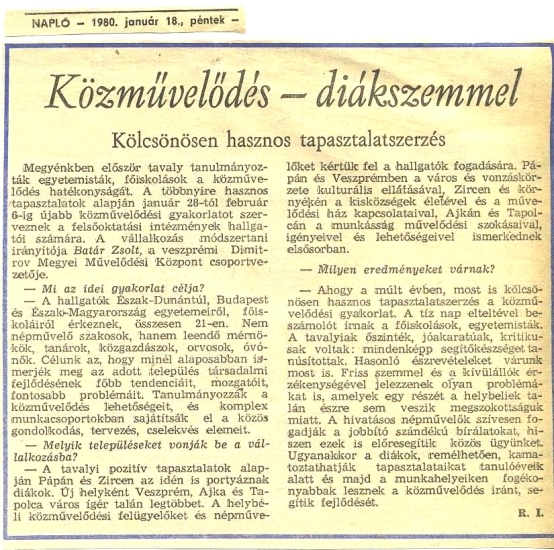 NAPLÓ — 1980. január 18., péntek —
Közművelődés — diákszemmel
Kölcsönösen hasznos tapasztalatszerzés
Megyénkben először tavaly tanulmányoz-
ták egyetemisták, főiskolások a közműve-
lődés hatékonyságát. A többnyire hasznos
tapasztalatok alapján január 28-tól február
6-ig újabb közművelődési gyakorlatot szer-
veznek a felsőoktatási intézmények hallga-
tói számára. A vállalkozás módszertani
irányítója Batár Zsolt, a veszprémi Dimit-
rov Megyei Művelődési Központ csoportve-
zetője.
— Mi az idei gyakorlat célja?
— A hallgatók Észak-Dunántúl, Budapest
és Észak-Magyarország egyetemeiről, főis-
koláiról érkeznek, összesen 21-en. Nem
népművelő szakosok, hanem leendő mérnö-
kök, tanárok, közgazdászok, orvosok, óvó-
nők. Célunk az, hogy minél alaposabban is-
merjék meg az adott település társadalmi
fejlődésének főbb tendenciáit, mozgatóit,
fontosabb problémáit. Tanulmányozzák a
közművelődés lehetőségeit, és komplex
munkacsoportokban sajátítsák el a közös
gondolkodás, tervezés, cselekvés elemeit.
— Melyik településeket vonják be a vál-
lalkozásba?
— A tavalyi pozitív tapasztalatok alap-
ján Pápán és Zircen az idén is portyáznak
diákok. Új helyként Veszprém, Ajka és Ta-
polca város ígér talán legtöbbet. A helybé-
li közművelődési felügyelőket és népműve-
lőket kértük fel a hallgatók fogadására. Pá-
pán és Veszprémben a város és vonzáskör-
zete kulturális ellátásával, Zircen és kör-
nyékén a kisközségek életével és a műve-
lődési ház kapcsolataival, Ajkán és Tapol-
cán a munkásság művelődési szokásaival,
igényeivel és lehetőségeivel ismerkednek
elsősorban.
— Milyen eredményeket várnak?
— Ahogy a múlt évben, most is kölcsö-
nösen hasznos tapasztalatszerzés a közmű-
velődési gyakorlat. A tíz nap elteltével be-
számolót írnak a főiskolások, egyetemisták.
A tavalyiak őszinték, jóakaratúak, kritiku-
sak voltak: mindenképp segítőkészséget ta-
núsítottak. Hasonló észrevételeket várunk
most is. Friss szemmel és a kívülállók ér-
zékenységével jelezzenek olyan problémá-
kat is, amelyek egy részét a helybeliek ta-
lán észre sem veszik megszokottságuk
miatt. A hivatásos népművelők szívesen fo-
gadják a jobbító szándékú bírálatokat, hi-
szen ezek is elősegítik közös ügyünket.
Ugyanakkor a diákok, remélhetően, kama-
toztathatják tapasztalataikat tanulóéveik
alatt és majd a munkahelyeiken fogéko-
nyabbak lesznek a közművelődés iránt, se-
gítik fejlődését.
R. I.